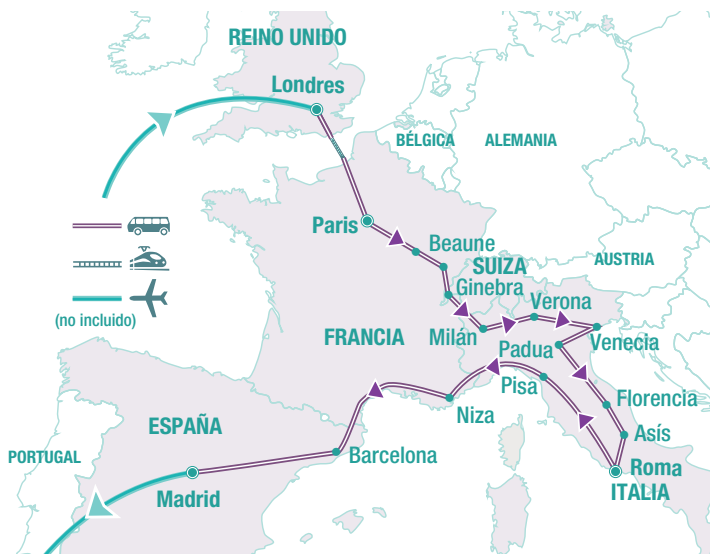 REINO UNIDO
Londres
BÉLGICA
ALEMANIA
Paris
Beaune
SUIZA
AUSTRIA
Ginebra
Verona
(no incluido)
FRANCIA
Milán
Venecia
Padua
Pisa
Florencia
Niza
ESPAÑA
Asís
PORTUGAL
Barcelona
Roma
ITALIA
Madrid